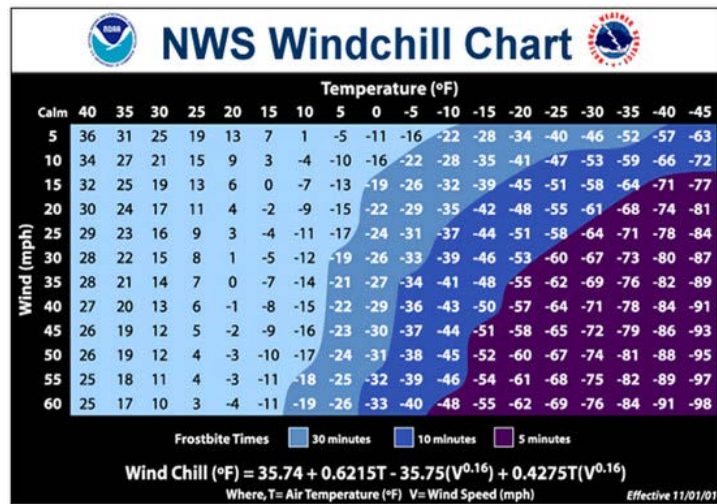 NOAA
NWS Windchill Chart
Temperature (ºF)
Calm 40 35 30 25 20 15 10 5 0 -5 -10 -15 -20 -25 -30 -35 -40 -45
5 36 31 25 19 13 7 1 -5 -11 -16 -22 -28 -34 -40 -46 -52 -57 -63
10 34 27 21 15 9 3 -4 -10 -16 -22 -28 -35 -41 -47 -53 -59 -66 -72
15 32 25 19 13 6 0 -7 -13 -19 -26 -32 -39 -45 -51 -58 -64 -71 -77
20 30 24 17 11 4 -2 -9 -15 -22 -29 -35 -42 -48 -55 -61 -68 -74 -81
25 29 23 16 9 3 -4 -11 -17 -24 -31 -37 -44 -51 -58 -64 -71 -78 -84
30 28 22 15 8 1 -5 -12 -19 -26 -33 -39 -46 -53 -60 -67 -73 -80 -87
35 28 21 14 7 0 -7 -14 -21 -27 -34 -41 -48 -55 -62 -69 -76 -82 -89
40 27 20 13 6 -1 -8 -15 -22 -29 -36 -43 -50 -57 -64 -71 -78 -84 -91
45 26 19 12 5 -2 -9 -16 -23 -30 -37 -44 -51 -58 -65 -72 -79 -86 -93
50 26 19 12 4 -3 -10 -17 -24 -31 -38 -45 -52 -60 -67 -74 -81 -88 -95
55 25 18 11 4 -3 -11 -18 -25 -32 -39 -46 -54 -61 -68 -75 -82 -89 -97
60 25 17 10 3 -4 -11 -19 -26 -33 -40 -48 -55 -62 -69 -76 -84 -91 -98
Wind (mph)
Frostbite Times 30 minutes 10 minutes 5 minutes
Wind Chill (ºF) = 35.74 + 0.6215T - 35.75(V0.16) + 0.4275T(V0.16)
Where, T= Air Temperature (ºF) V= Wind Speed (mph)
Effective 11/01/01